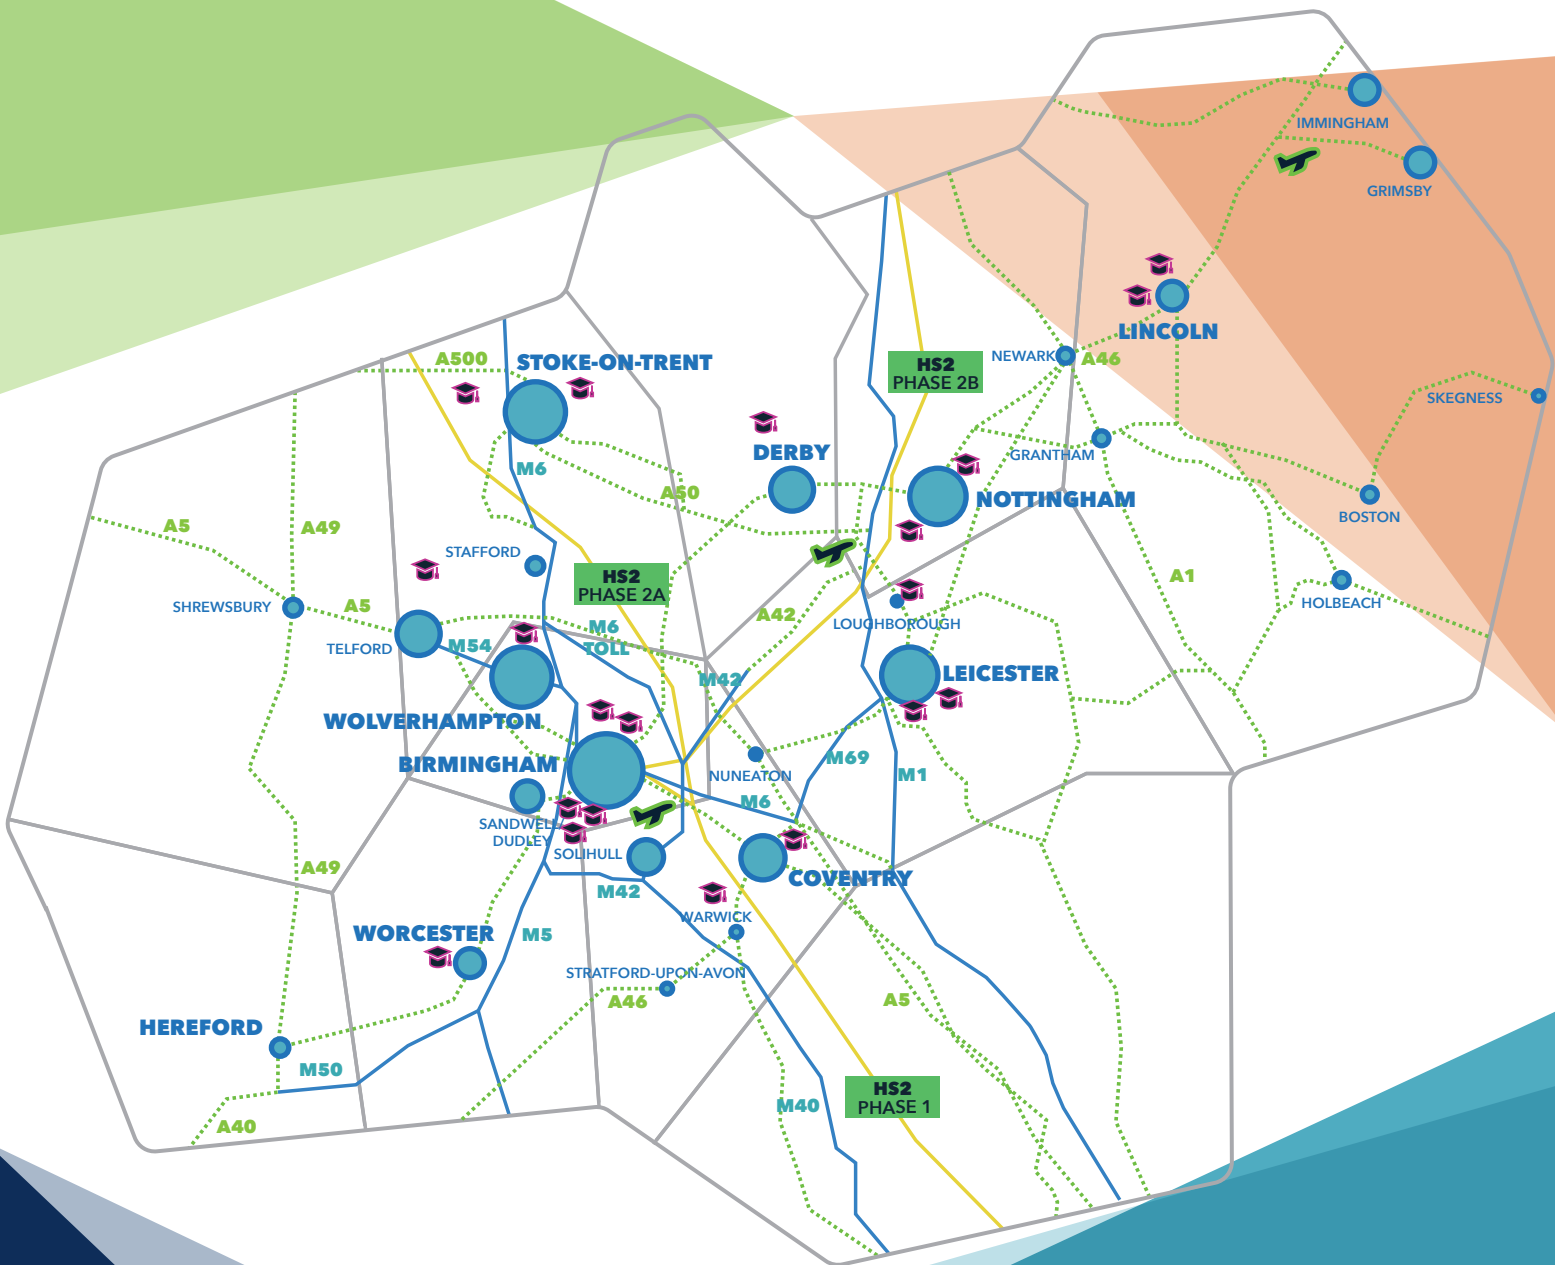 IMMINGHAM
GRIMSBY
LINCOLN
NEWARK
A46
A500
STOKE-ON-TRENT
HS2
PHASE 2B
SKEGNESS
DERBY
GRANTHAM
M6
A50
NOTTINGHAM
BOSTON
A5
A49
STAFFORD
HS2
PHASE 2A
A1
SHREWSBURY
A5
HOLBEACH
A42
LOUGHBOROUGH
M6
TOLL
TELFORD
M54
M42
LEICESTER
WOLVERHAMPTON
BIRMINGHAM
M69
M1
NUNEATON
M6
SANDWELL/
DUDLEY
SOLIHULL
A49
M42
COVENTRY
WARWICK
WORCESTER
M5
STRATFORD-UPON-AVON
A46
A5
HEREFORD
M50
HS2
PHASE 1
M40
A40